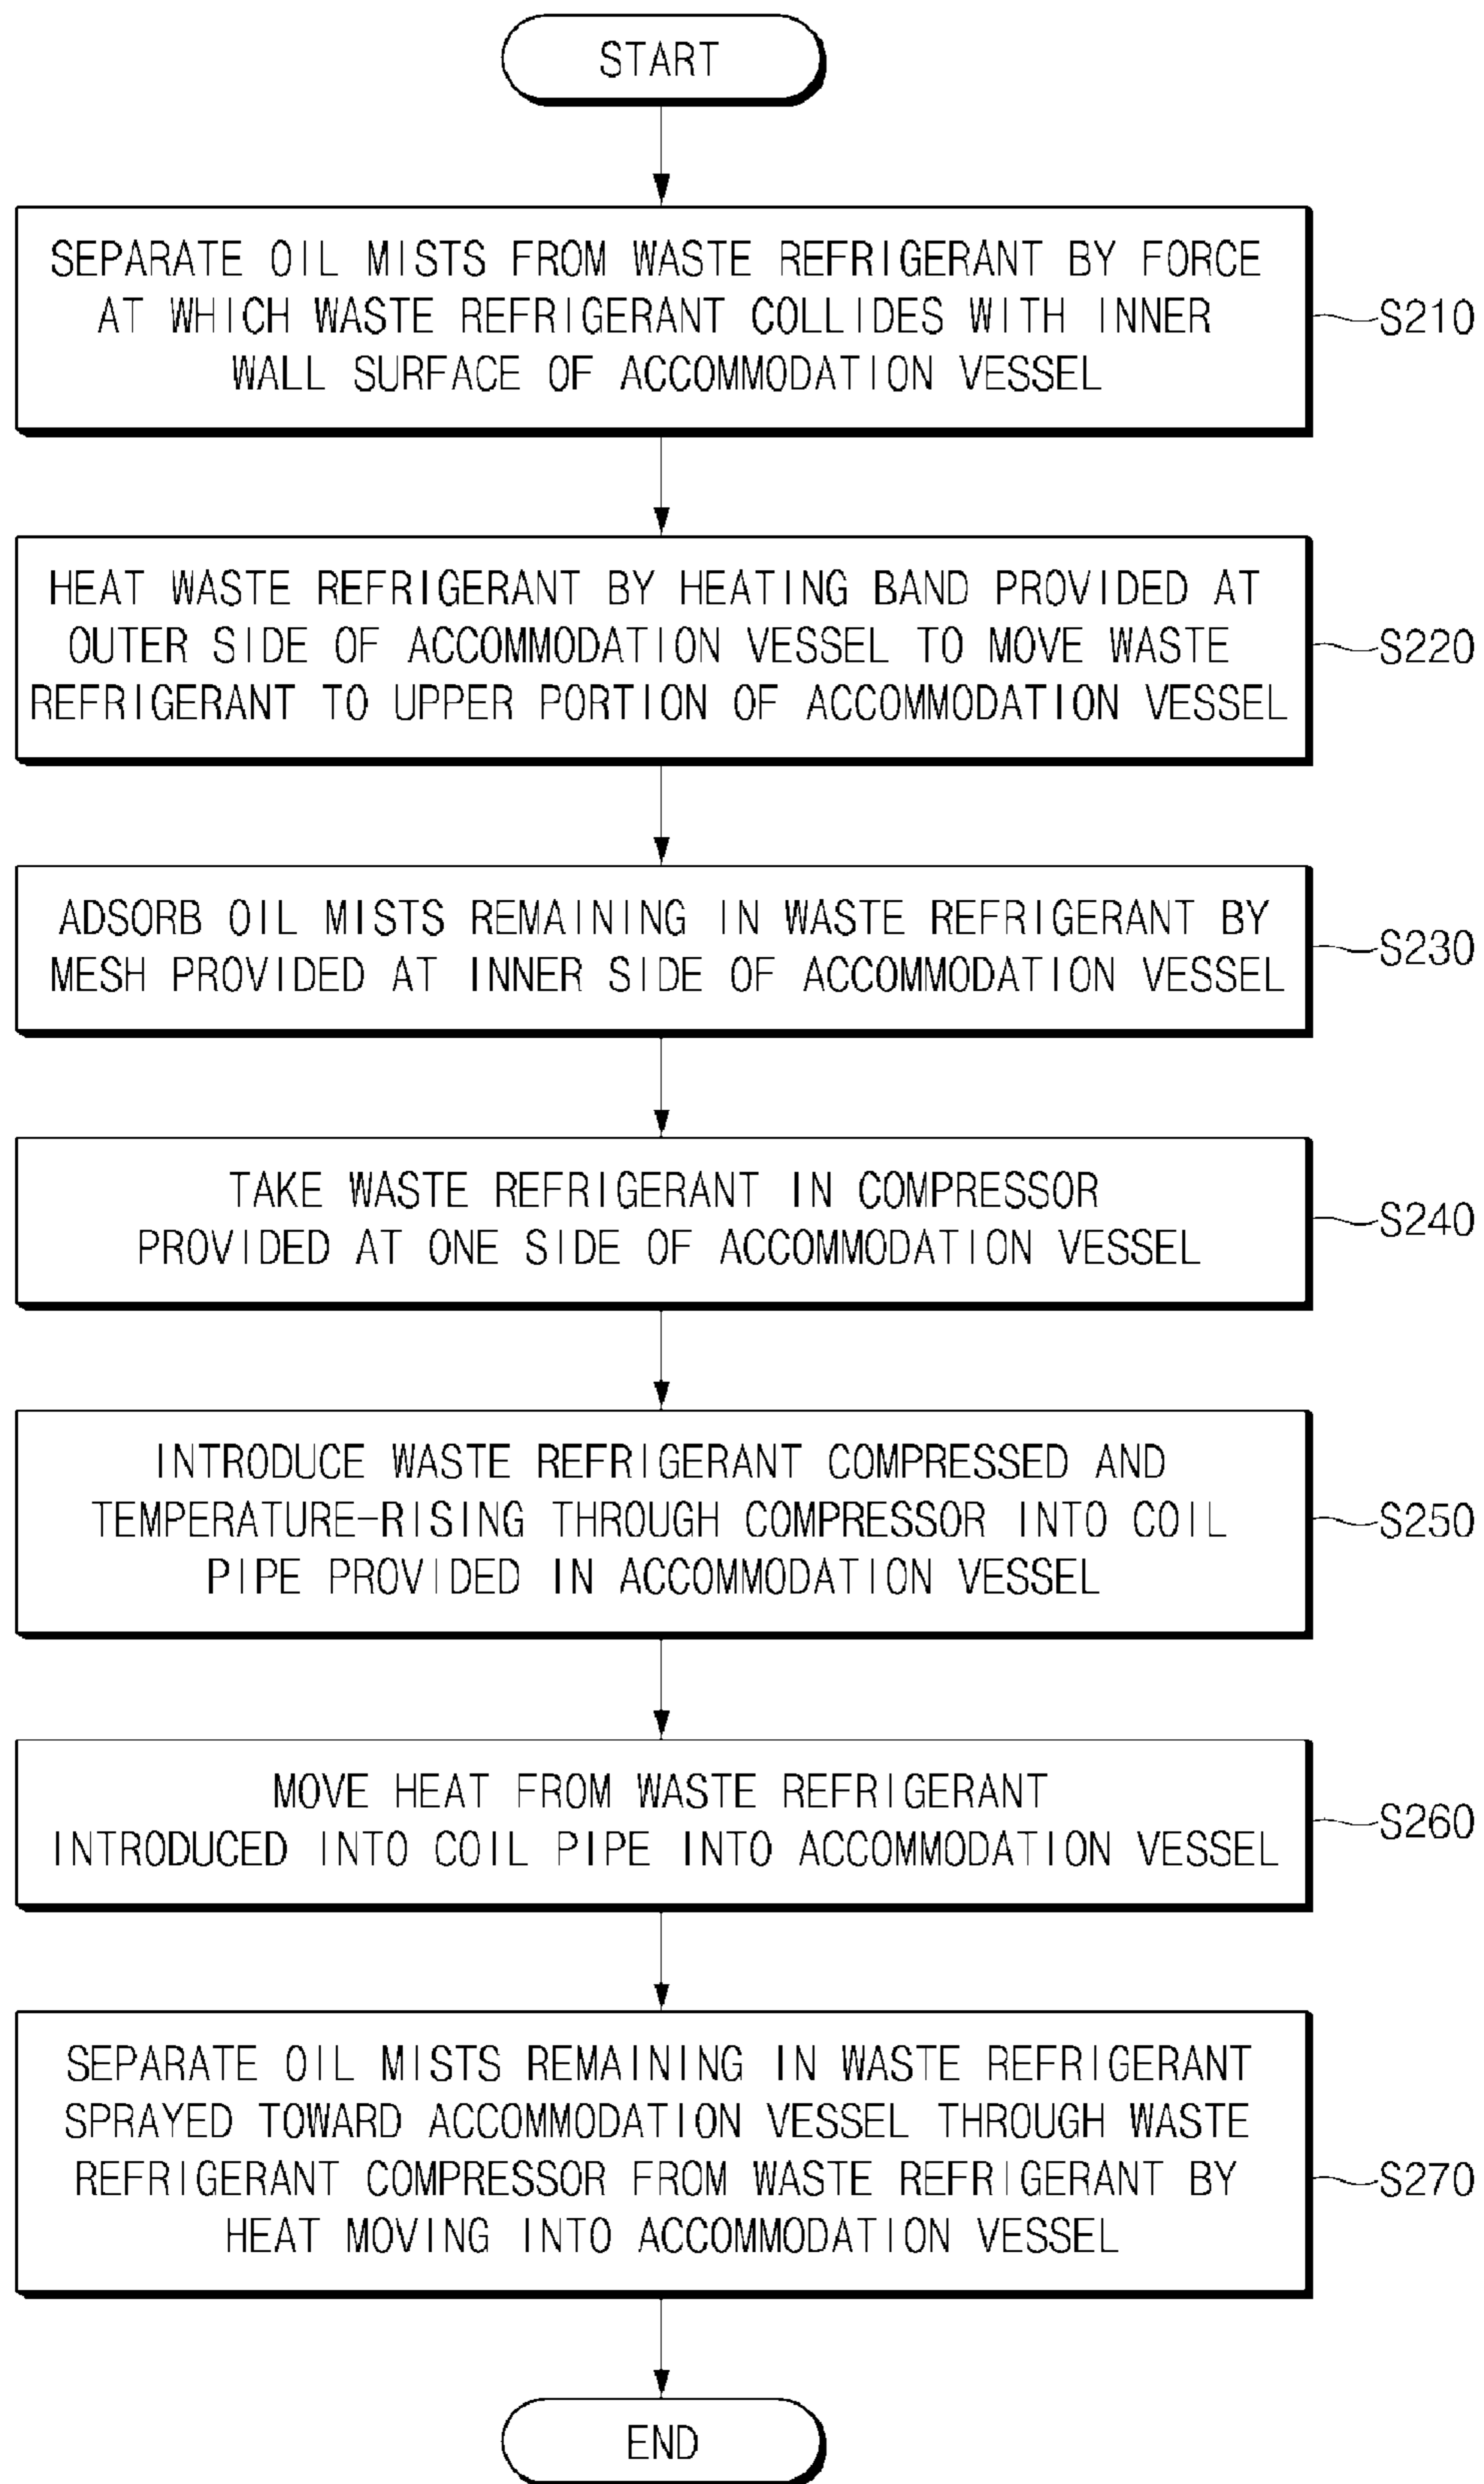 START
SEPARATE OIL MISTS FROM WASTE REFRIGERANT BY FORCE
AT WHICH WASTE REFRIGERANT COLLIDES WITH INNER
WALL SURFACE OF ACCOMMODATION VESSEL
S210
HEAT WASTE REFRIGERANT BY HEATING BAND PROVIDED AT
OUTER SIDE OF ACCOMMODATION VESSEL TO MOVE WASTE
REFRIGERANT TO UPPER PORTION OF ACCOMMODATION VESSEL
S220
ADSORB OIL MISTS REMAINING IN WASTE REFRIGERANT BY
MESH PROVIDED AT INNER SIDE OF ACCOMMODATION VESSEL
S230
TAKE WASTE REFRIGERANT IN COMPRESSOR
PROVIDED AT ONE SIDE OF ACCOMMODATION VESSEL
S240
INTRODUCE WASTE REFRIGERANT COMPRESSED AND
TEMPERATURE-RISING THROUGH COMPRESSOR INTO COIL
PIPE PROVIDED IN ACCOMMODATION VESSEL
S250
MOVE HEAT FROM WASTE REFRIGERANT
INTRODUCED INTO COIL PIPE INTO ACCOMMODATION VESSEL
S260
SEPARATE OIL MISTS REMAINING IN WASTE REFRIGERANT
SPRAYED TOWARD ACCOMMODATION VESSEL THROUGH WASTE
REFRIGERANT COMPRESSOR FROM WASTE REFRIGERANT BY
HEAT MOVING INTO ACCOMMODATION VESSEL
S270
END